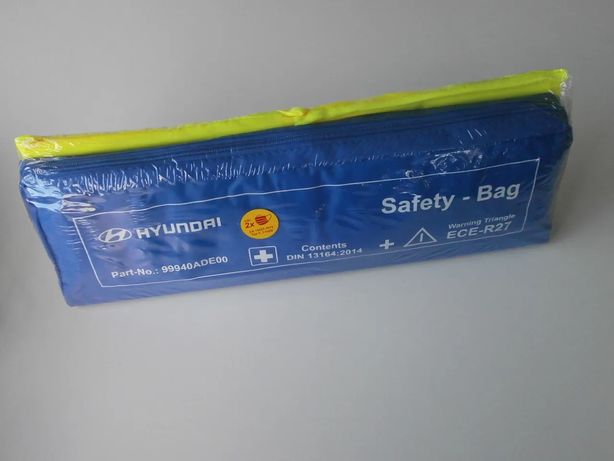 HYUNDAI
2x
Safety - Bag
Part-No.: 99940ADE00
Contents
DIN 13164:2014
Warning Triangle
ECE-R27